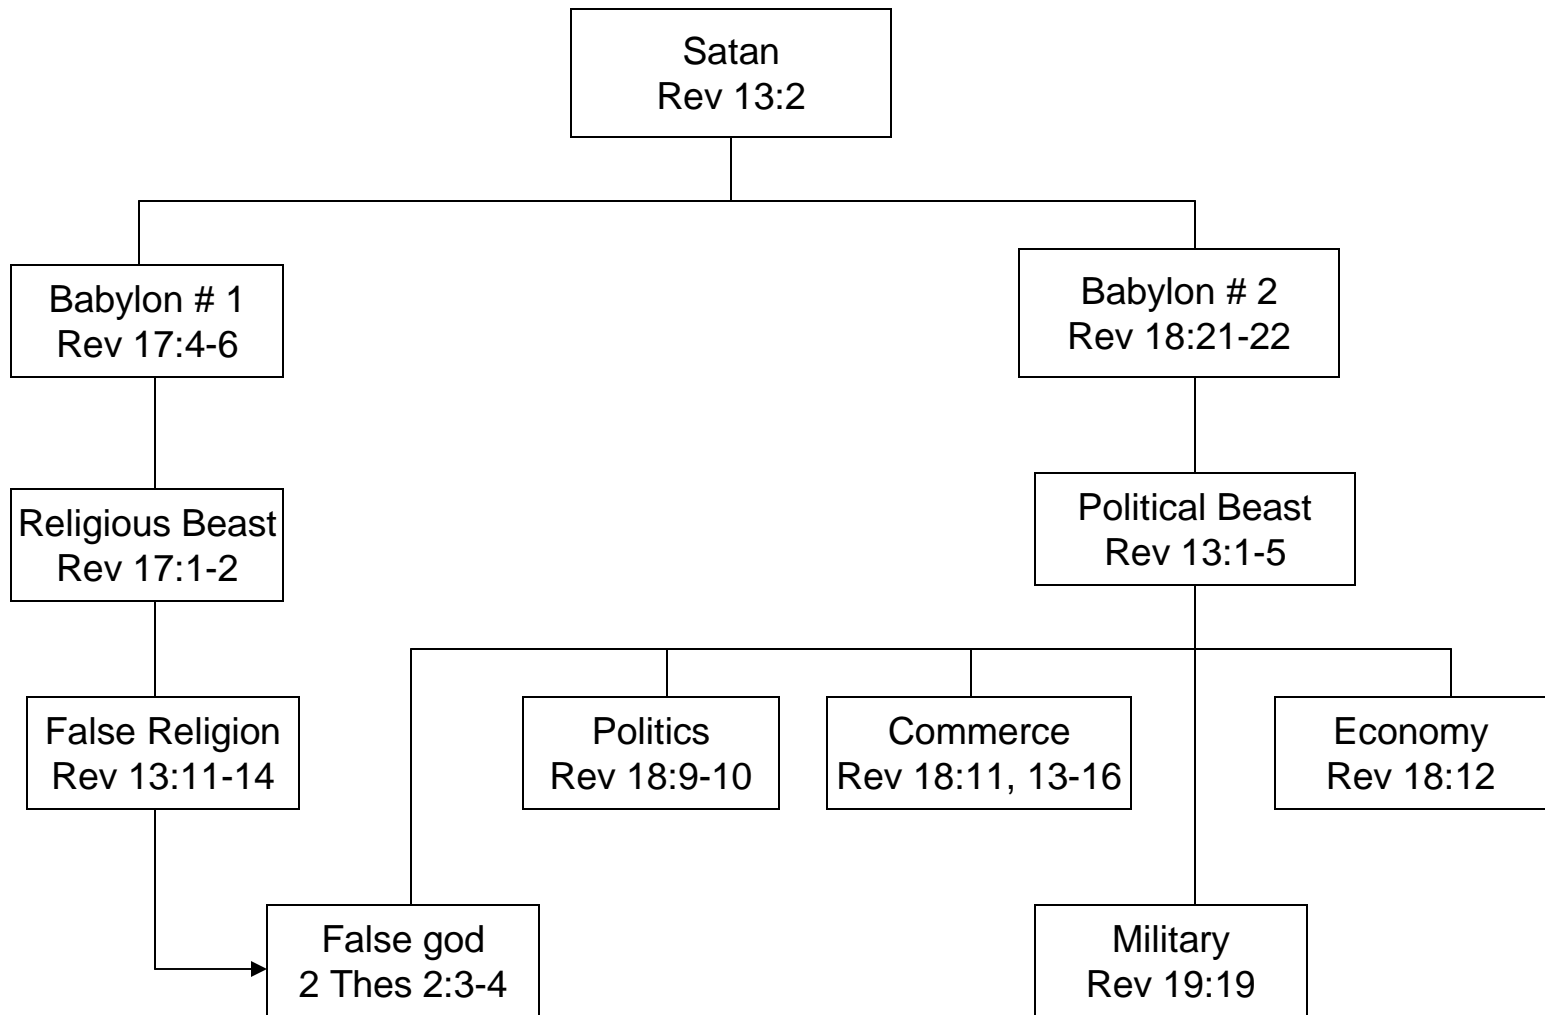 Satan
Rev 13:2
Babylon # 1
Rev 17:4-6
Babylon # 2
Rev 18:21-22
Religious Beast
Rev 17:1-2
Political Beast
Rev 13:1-5
False Religion
Rev 13:11-14
Politics
Rev 18:9-10
Commerce
Rev 18:11, 13-16
Economy
Rev 18:12
False god
2 Thes 2:3-4
Military
Rev 19:19